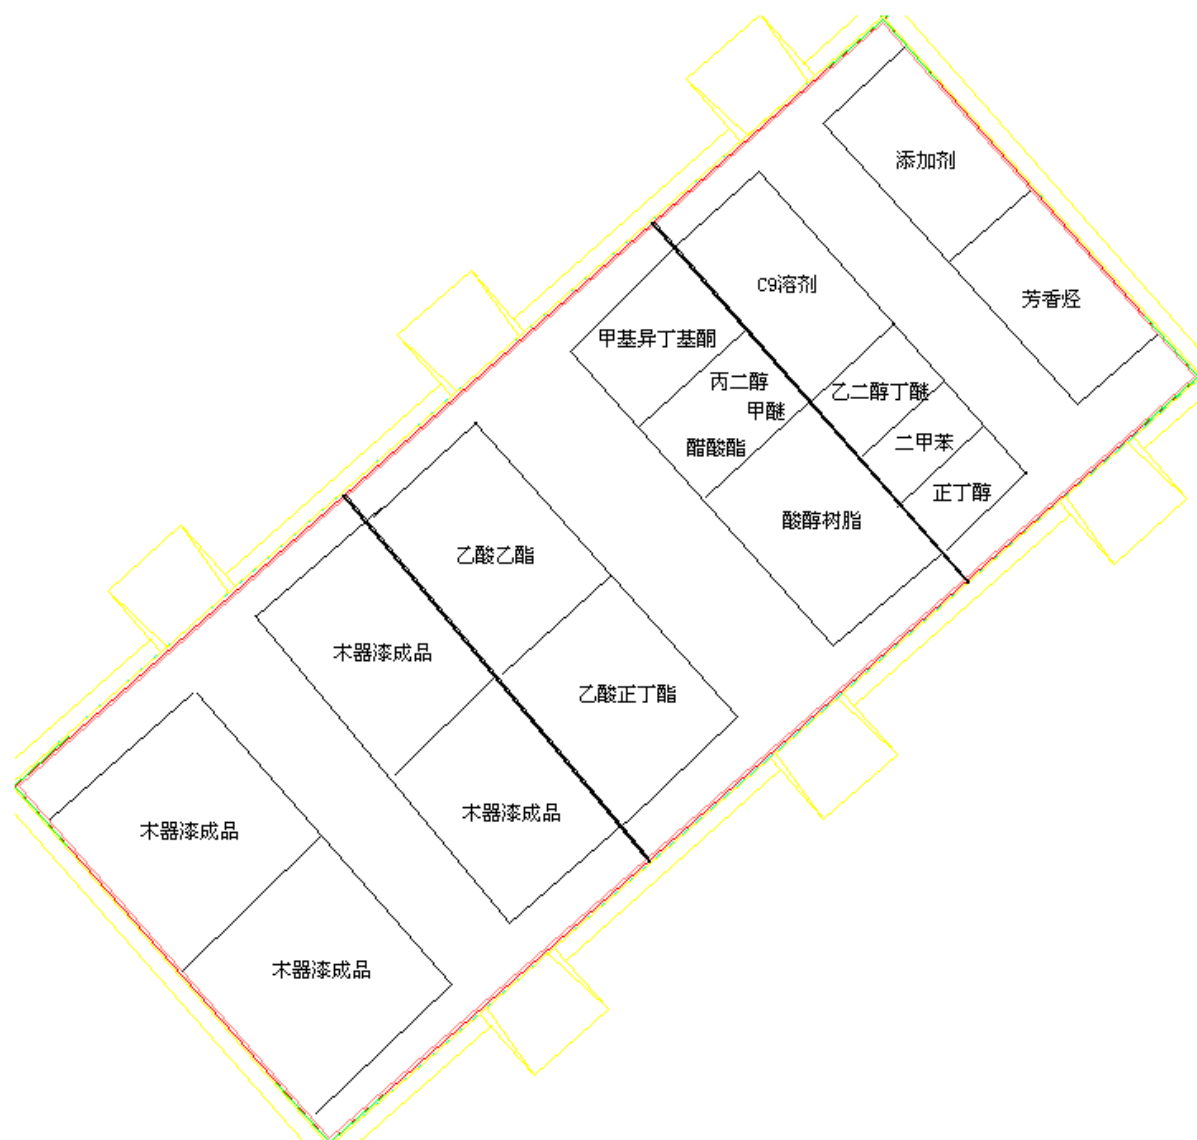 添加剂
芳香烃
C9溶剂
甲基异丁基酮
丙二醇
甲醚
醋酸酯
乙二醇丁醚
二甲苯
正丁醇
酸醇树脂
乙酸乙酯
木器漆成品
乙酸正丁酯
木器漆成品
木器漆成品
木器漆成品